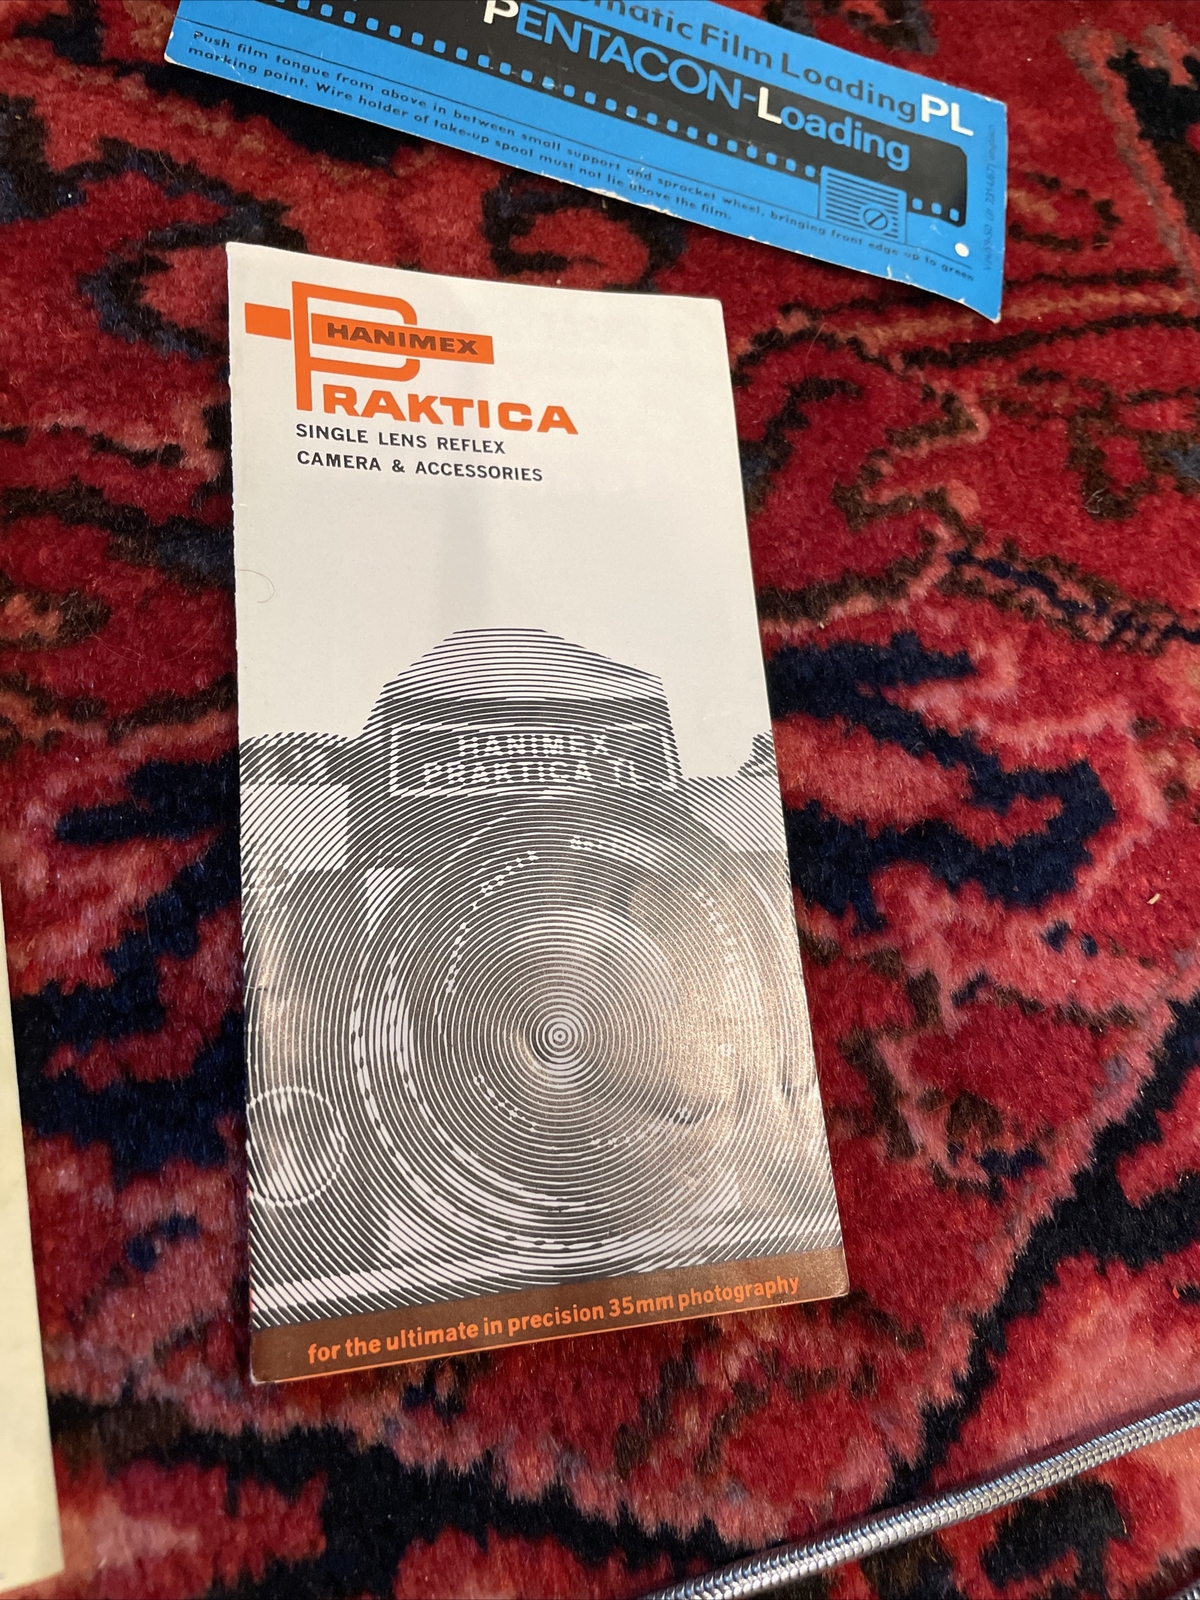 matic Film Loading PL
PENTACON-Loading
Push film tongue from above in between small support and sprocket wheel, bringing front edge up to green
marking point. Wire holder of take-up spool must not lie above the film.
HANIMEX
PRAKTICA
SINGLE LENS REFLEX
CAMERA & ACCESSORIES
HANIMEX
PRAKTICA TL
for the ultimate in precision 35mm photography